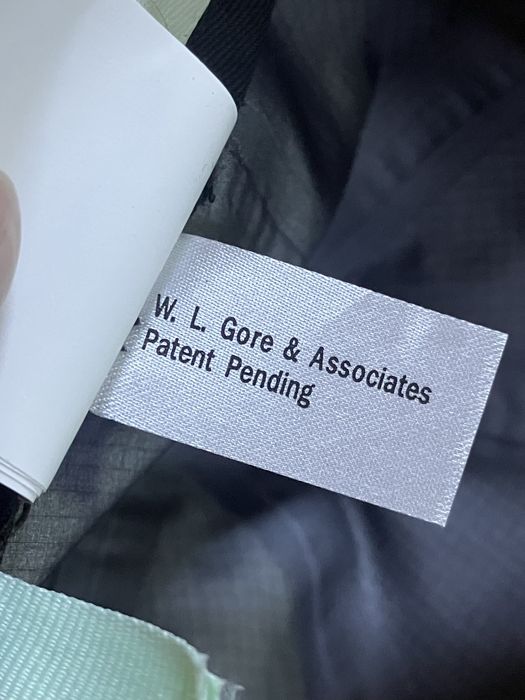 W. L. Gore & Associates
Patent Pending